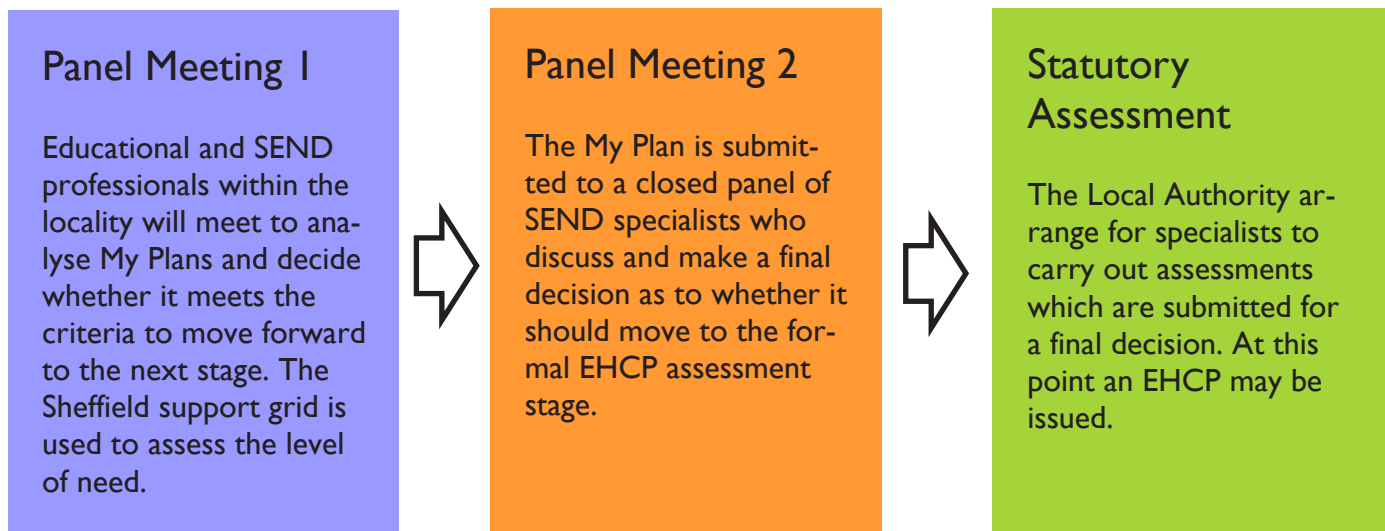 Panel Meeting 1
Educational and SEND
professionals within the
locality will meet to ana-
lyse My Plans and decide
whether it meets the
criteria to move forward
to the next stage. The
Sheffield support grid is
used to assess the level
of need.
Panel Meeting 2
The My Plan is submit-
ted to a closed panel of
SEND specialists who
discuss and make a final
decision as to whether it
should move to the for-
mal EHCP assessment
stage.
Statutory
Assessment
The Local Authority ar-
range for specialists to
carry out assessments
which are submitted for
a final decision. At this
point an EHCP may be
issued.